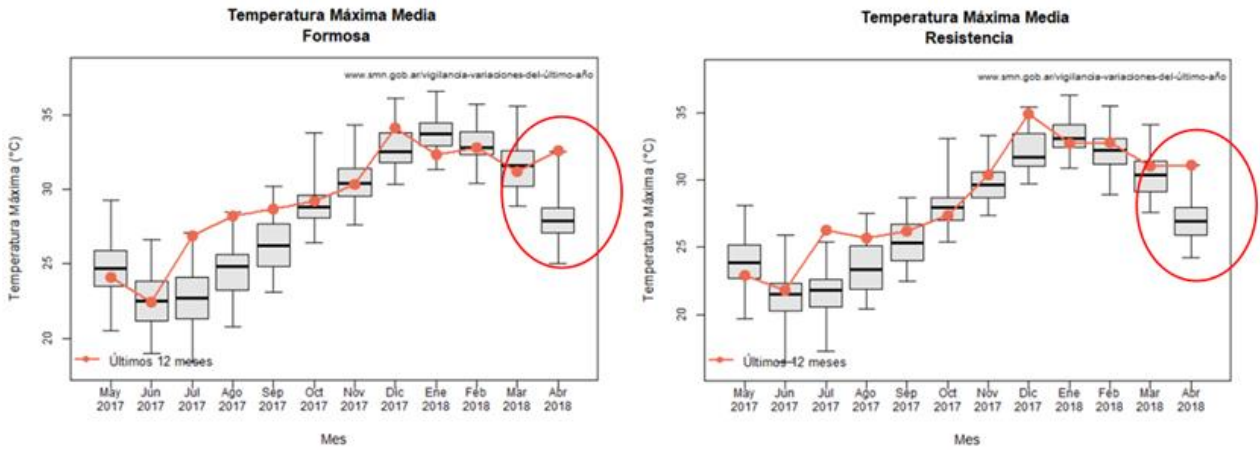 Temperatura Máxima Media
Formosa
www.smn.gob.ar/vigilancia-variaciones-del-último-año
Temperatura Máxima (°C)
35
30
25
20
Últimos 12 meses
May Jun Jul Ago Sep Oct Nov Dic Ene Feb Mar Abr
2017 2017 2017 2017 2017 2017 2017 2017 2018 2018 2018 2018
Mes
Temperatura Máxima Media
Resistencia
www.smn.gob.ar/vigilancia-variaciones-del-último-año
Temperatura Máxima (°C)
35
30
25
20
Últimos 12 meses
May Jun Jul Ago Sep Oct Nov Dic Ene Feb Mar Abr
2017 2017 2017 2017 2017 2017 2017 2017 2018 2018 2018 2018
Mes